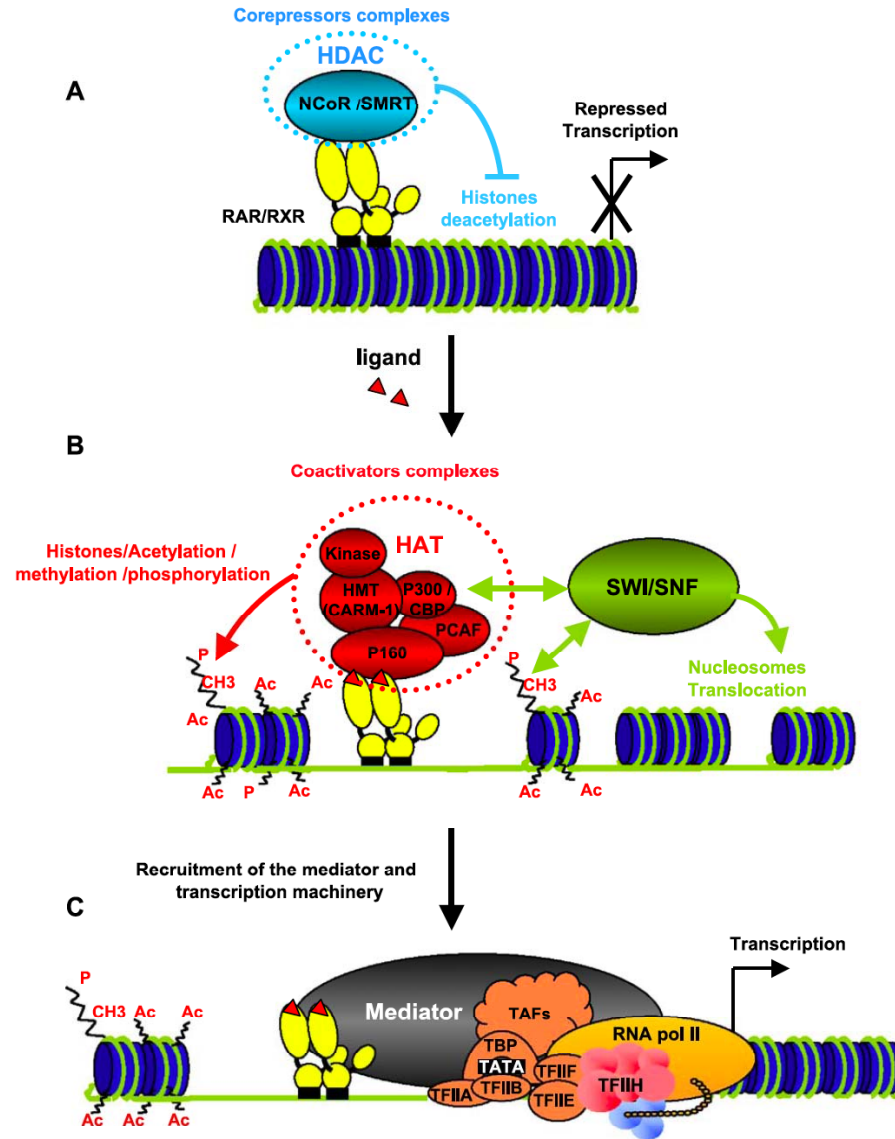 Corepressors complexes
HDAC
A
NCoR /SMRT
Repressed
Transcription
Histones
deacetylation
RAR/RXR
ligand
B
Coactivators complexes
Histones/Acetylation /
methylation /phosphorylation
HAT
Kinase
HMT
(CARM-1)
P300 /
CBP
PCAF
P160
SWI/SNF
Nucleosomes
Translocation
P
CH3
Ac
Ac
Ac
Ac
P
Ac
P
CH3
Ac
Ac
Ac
Recruitment of the mediator and
transcription machinery
C
Transcription
P
CH3
Ac
Ac
Ac
Ac
Mediator
TAFs
TBP
TATA
TFIIA
TFIIB
TFIIF
TFIIE
TFIIH
RNA pol II